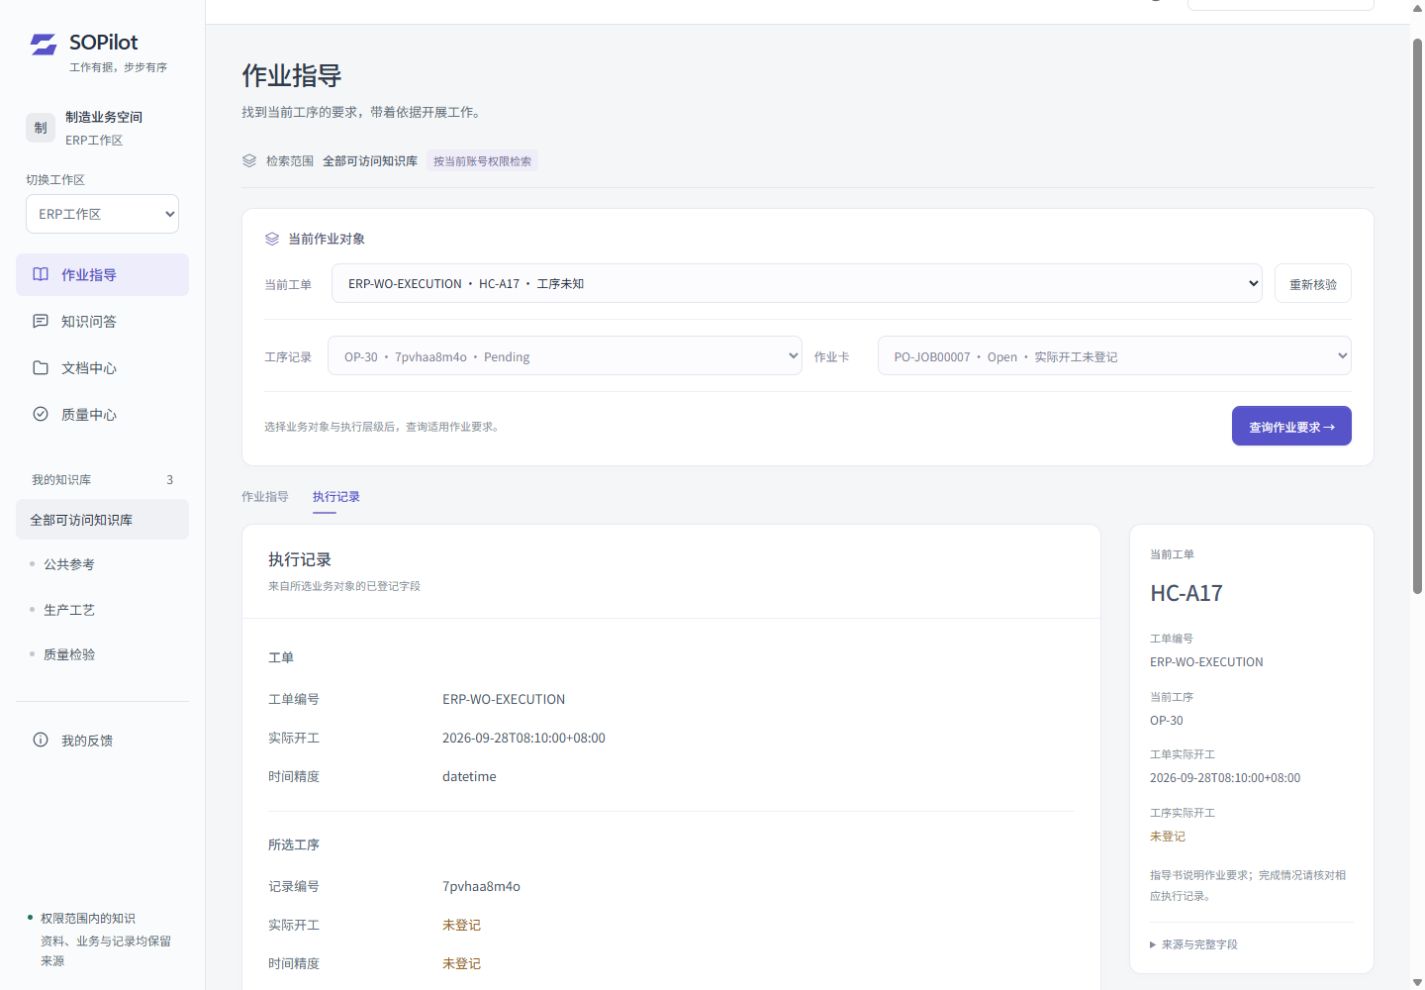 SOPilot
工作有据，步步有序
制
制造业务空间
ERP工作区
切换工作区
ERP工作区
作业指导
知识问答
文档中心
质量中心
我的知识库 3
全部可访问知识库
公共参考
生产工艺
质量检验
我的反馈
权限范围内的知识
资料、业务与记录均保留
来源
作业指导
找到当前工序的要求，带着依据开展工作。
检索范围 全部可访问知识库 按当前账号权限检索
当前作业对象
当前工单 ERP-WO-EXECUTION · HC-A17 · 工序未知 重新核验
工序记录 OP-30 · 7pvhaa8m4o · Pending 作业卡 PO-JOB00007 · Open · 实际开工未登记
选择业务对象与执行层级后，查询适用作业要求。 查询作业要求 →
作业指导 执行记录
执行记录
来自所选业务对象的已登记字段
工单
工单编号 ERP-WO-EXECUTION
实际开工 2026-09-28T08:10:00+08:00
时间精度 datetime
所选工序
记录编号 7pvhaa8m4o
实际开工 未登记
时间精度 未登记
当前工单
HC-A17
工单编号
ERP-WO-EXECUTION
当前工序
OP-30
工单实际开工
2026-09-28T08:10:00+08:00
工序实际开工
未登记
指导书说明作业要求；完成情况请核对相
应执行记录。
来源与完整字段